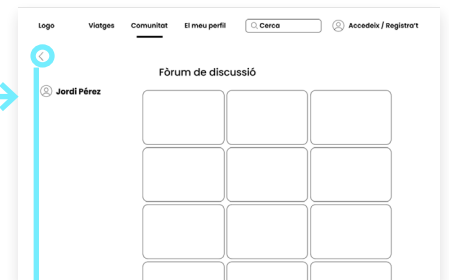 Logo Viatges Comunitat El meu perfil Cerca Accedeix / Registra't
Fòrum de discussió
Jordi Pérez